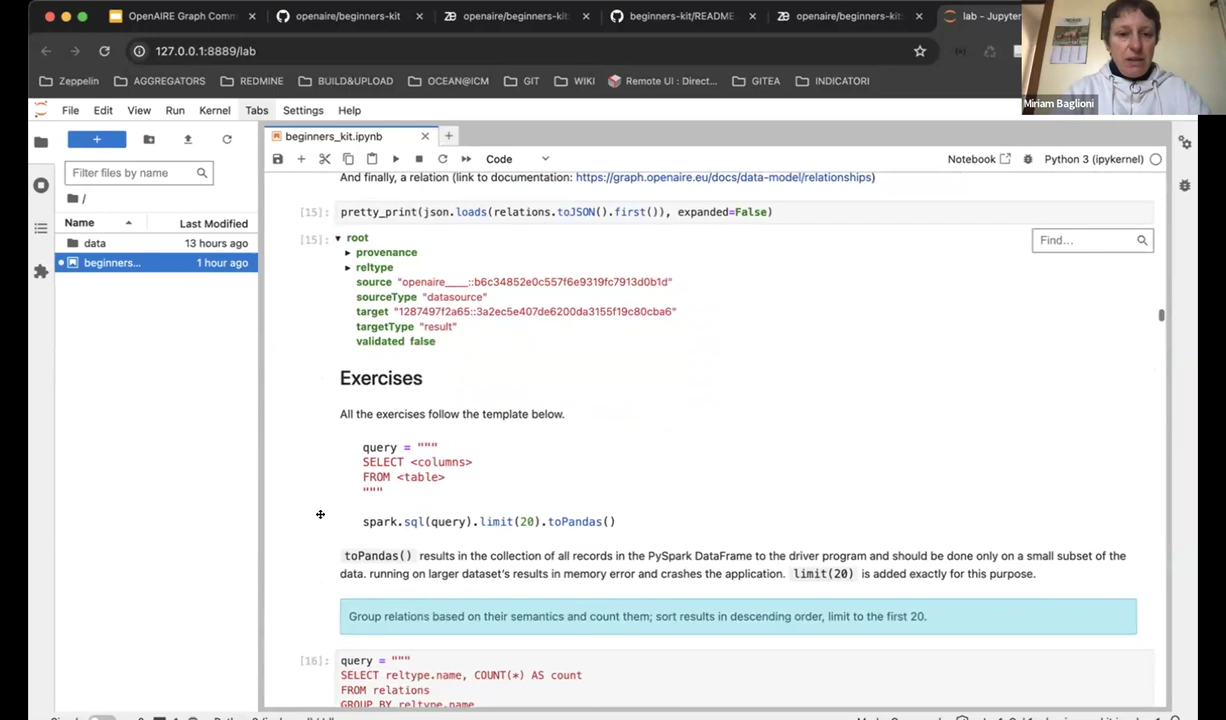 OpenAIRE Graph Comm
openaire/beginners-kit
openaire/beginners-kit:
beginners-kit/README
openaire/beginners-kit:
lab - Jupyter
127.0.0.1:8889/lab
Zeppelin
AGGREGATORS
REDMINE
BUILD&UPLOAD
OCEAN@ICM
GIT
WIKI
Remote UI : Direct...
GITEA
INDICATORI
Miriam Baglioni
File Edit View Run Kernel Tabs Settings Help
Filter files by name
/
Name Last Modified
data 13 hours ago
beginners... 1 hour ago
beginners_kit.ipynb
Code
Notebook
Python 3 (ipykernel)
And finally, a relation (link to documentation: https://graph.openaire.eu/docs/data-model/relationships)
[15]: pretty_print(json.loads(relations.toJSON().first()), expanded=False)
[15]: root
Find...
provenance
reltype
source "openaire____::b6c34852e0c557f6e9319fc7913d0b1d"
sourceType "datasource"
target "1287497f2a65::3a2ec5e407de6200da3155f19c80cba6"
targetType "result"
validated false
Exercises
All the exercises follow the template below.
query = """
SELECT <columns>
FROM <table>
"""
spark.sql(query).limit(20).toPandas()
toPandas() results in the collection of all records in the PySpark DataFrame to the driver program and should be done only on a small subset of the
data. running on larger dataset's results in memory error and crashes the application. limit(20) is added exactly for this purpose.
Group relations based on their semantics and count them; sort results in descending order, limit to the first 20.
[16]: query = """
SELECT reltype.name, COUNT(*) AS count
FROM relations
GROUP BY reltype.name